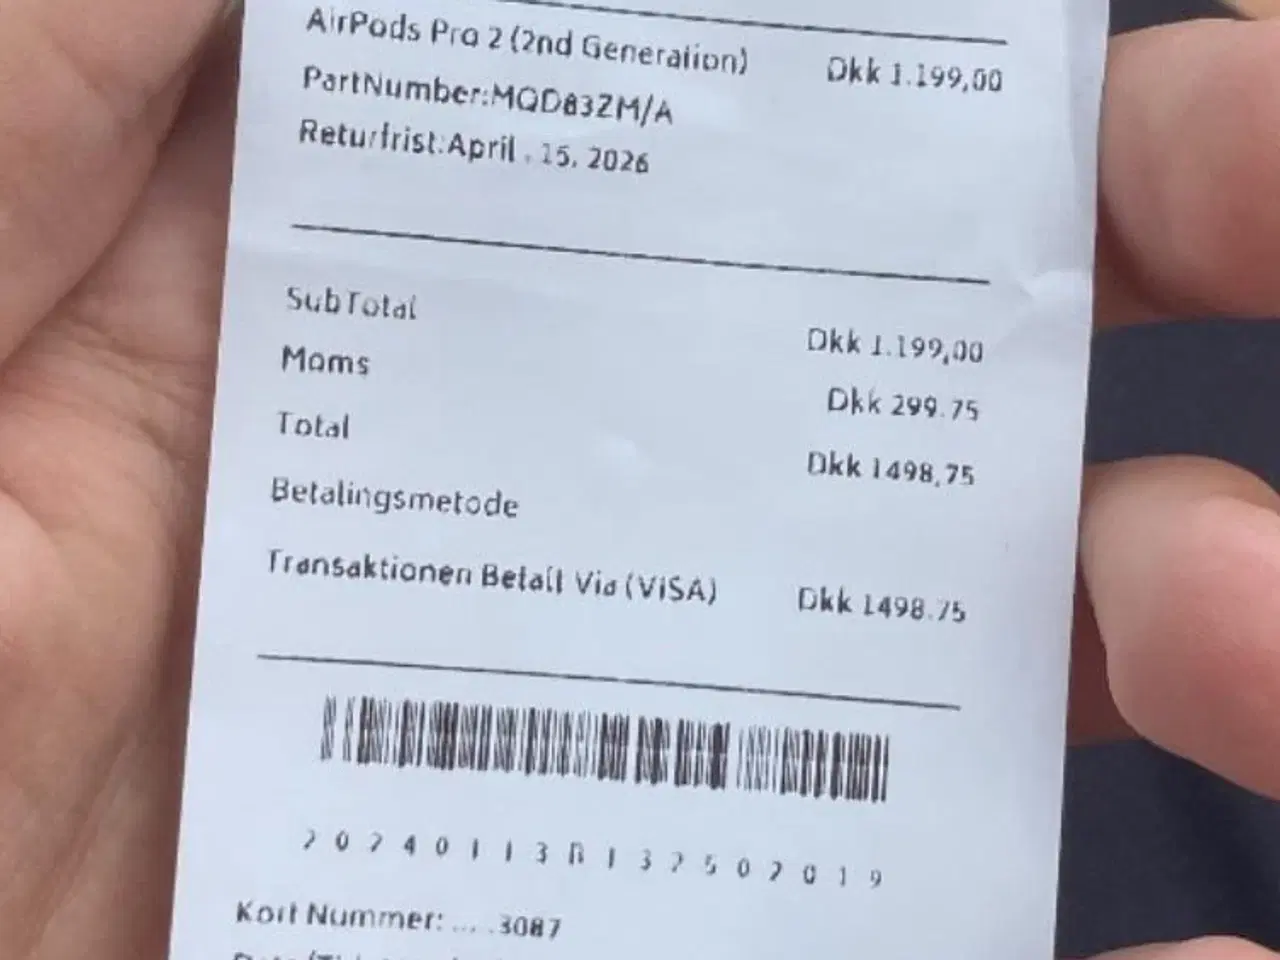 AirPods Pro 2 (2nd Generation) Dkk 1.199,00
PartNumber:MQD83ZM/A
Returfrist:April . 15. 2026
SubTotal Dkk 1.199,00
Moms Dkk 299.75
Total Dkk 1498,75
Betalingsmetode
Transaktionen Betalt Via (ViSA) Dkk 1498.75
2 0 2 4 0 1 1 3 R 1 3 2 5 0 2 0 1 9
Kort Nummer: .... .3087